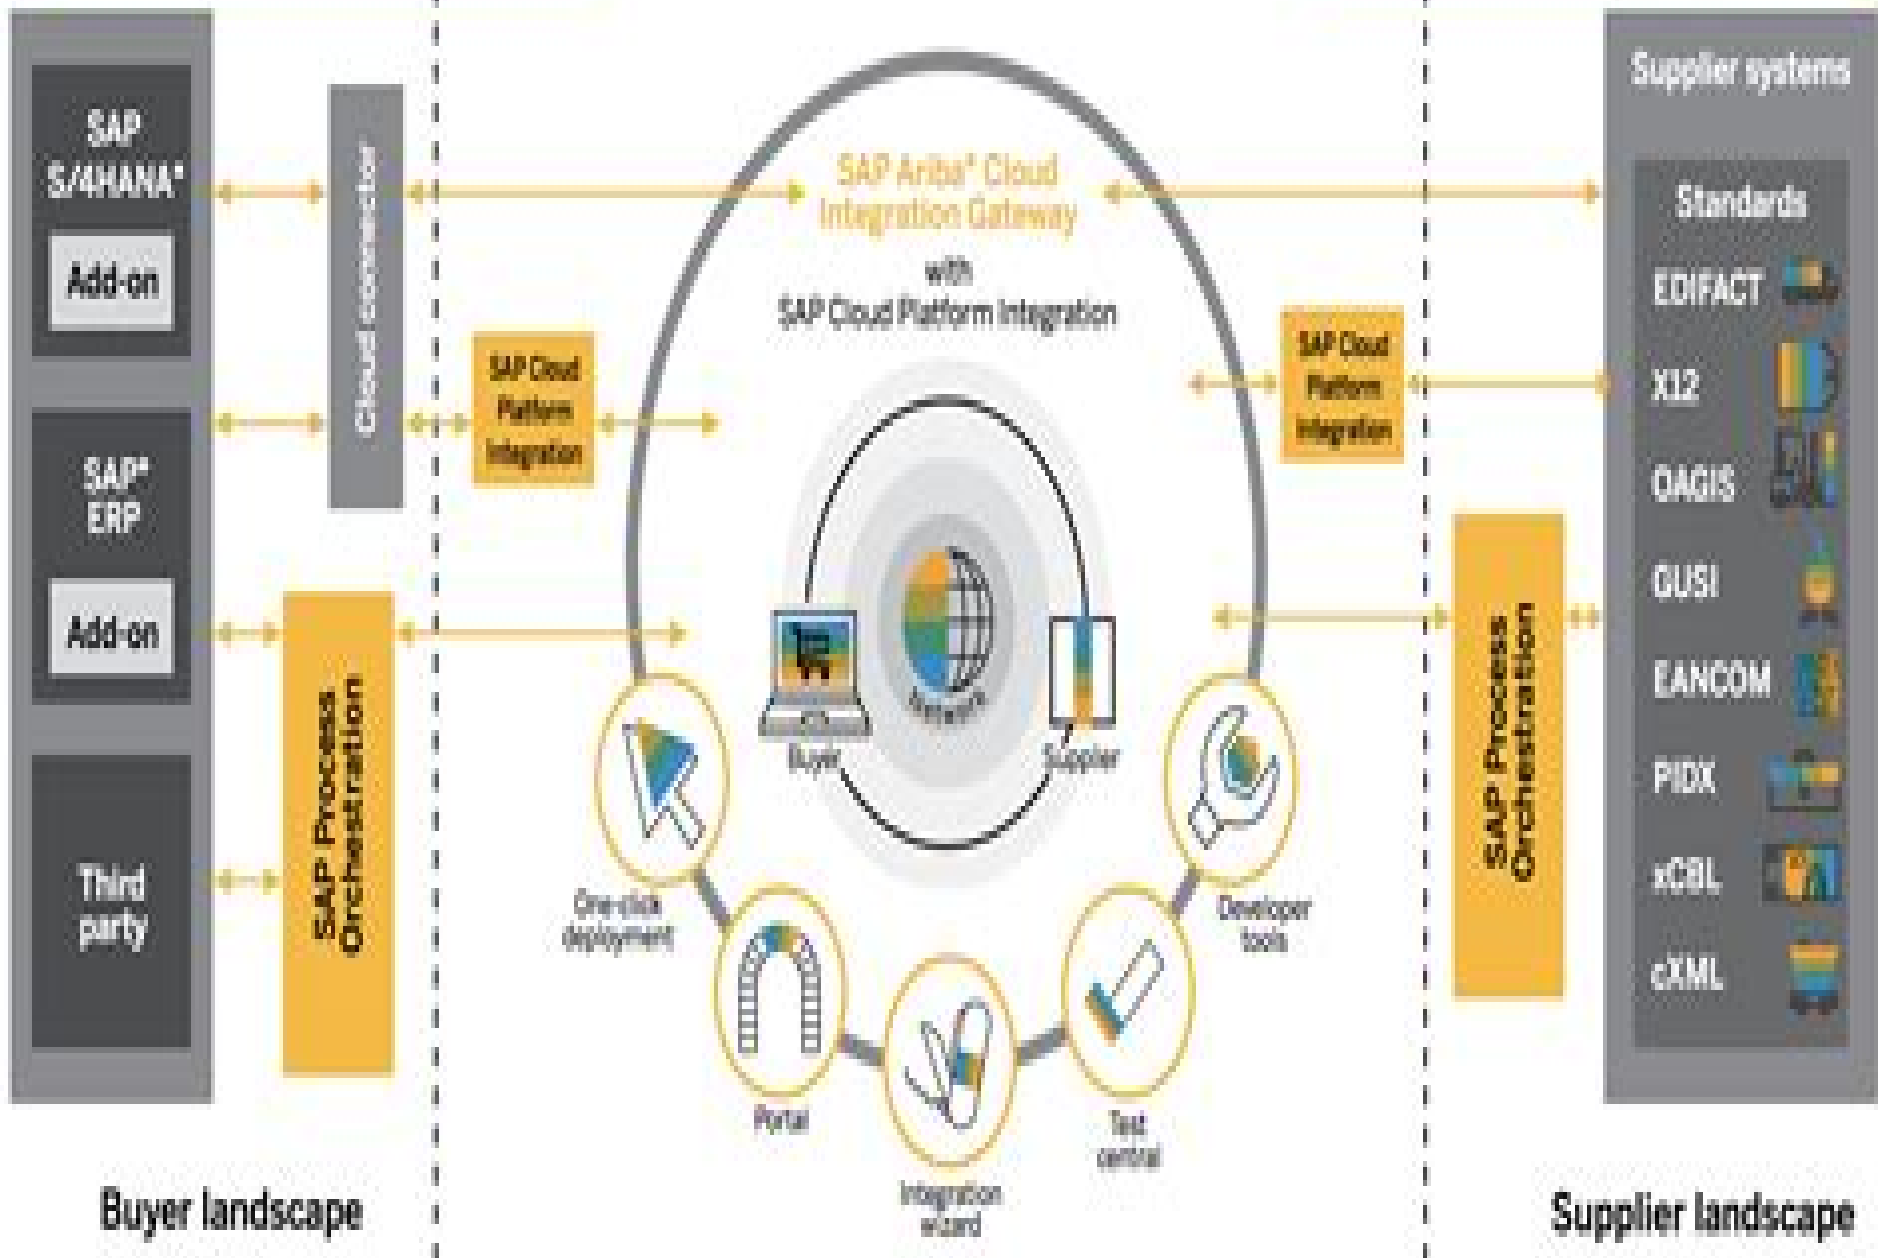 SAP
S/4HANA*
Add-on
SAP*
ERP
Add-on
Third
party
Cloud connector
SAP Process
Orchestration
SAP Cloud
Platform
Integration
SAP Ariba* Cloud
Integration Gateway
with
SAP Cloud Platform Integration
Network
Buyer
Supplier
One-click
deployment
Portal
Integration
wizard
Test
central
Developer
tools
SAP Cloud
Platform
Integration
SAP Process
Orchestration
Supplier systems
Standards
EDIFACT
X12
OAGIS
GUSI
EANCOM
PIDX
xCBL
cXML
Buyer landscape
Supplier landscape